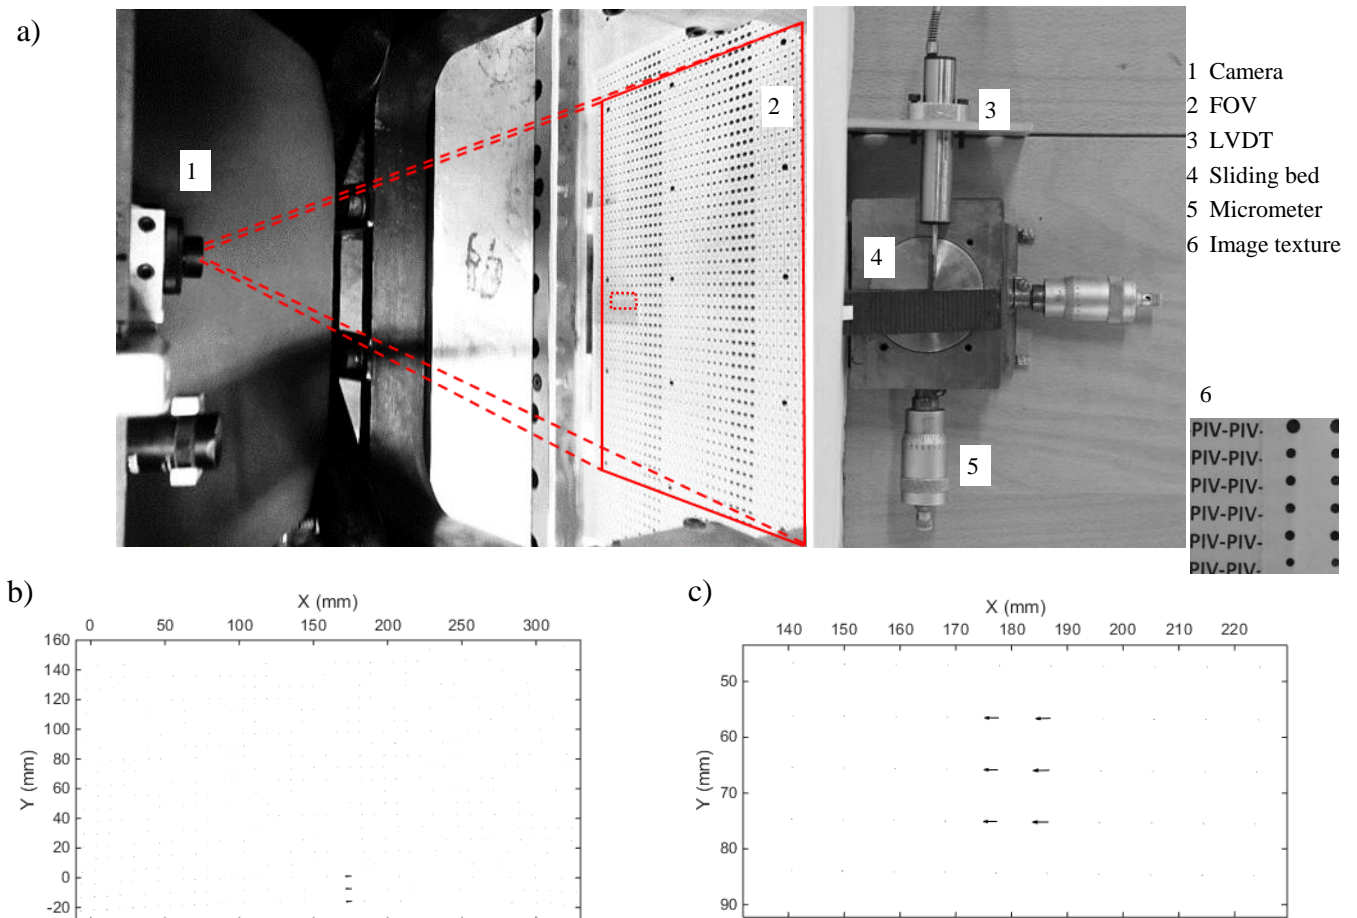 a)
1
2
3
4
5
1 Camera
2 FOV
3 LVDT
4 Sliding bed
5 Micrometer
6 Image texture
6
PIV-PIV-
PIV-PIV-
PIV-PIV-
PIV-PIV-
PIV-PIV-
PIV-PIV-
b)
X (mm)
0 50 100 150 200 250 300
160
140
120
100
80
60
40
20
0
-20
Y (mm)
c)
X (mm)
140 150 160 170 180 190 200 210 220
50
60
70
80
90
Y (mm)